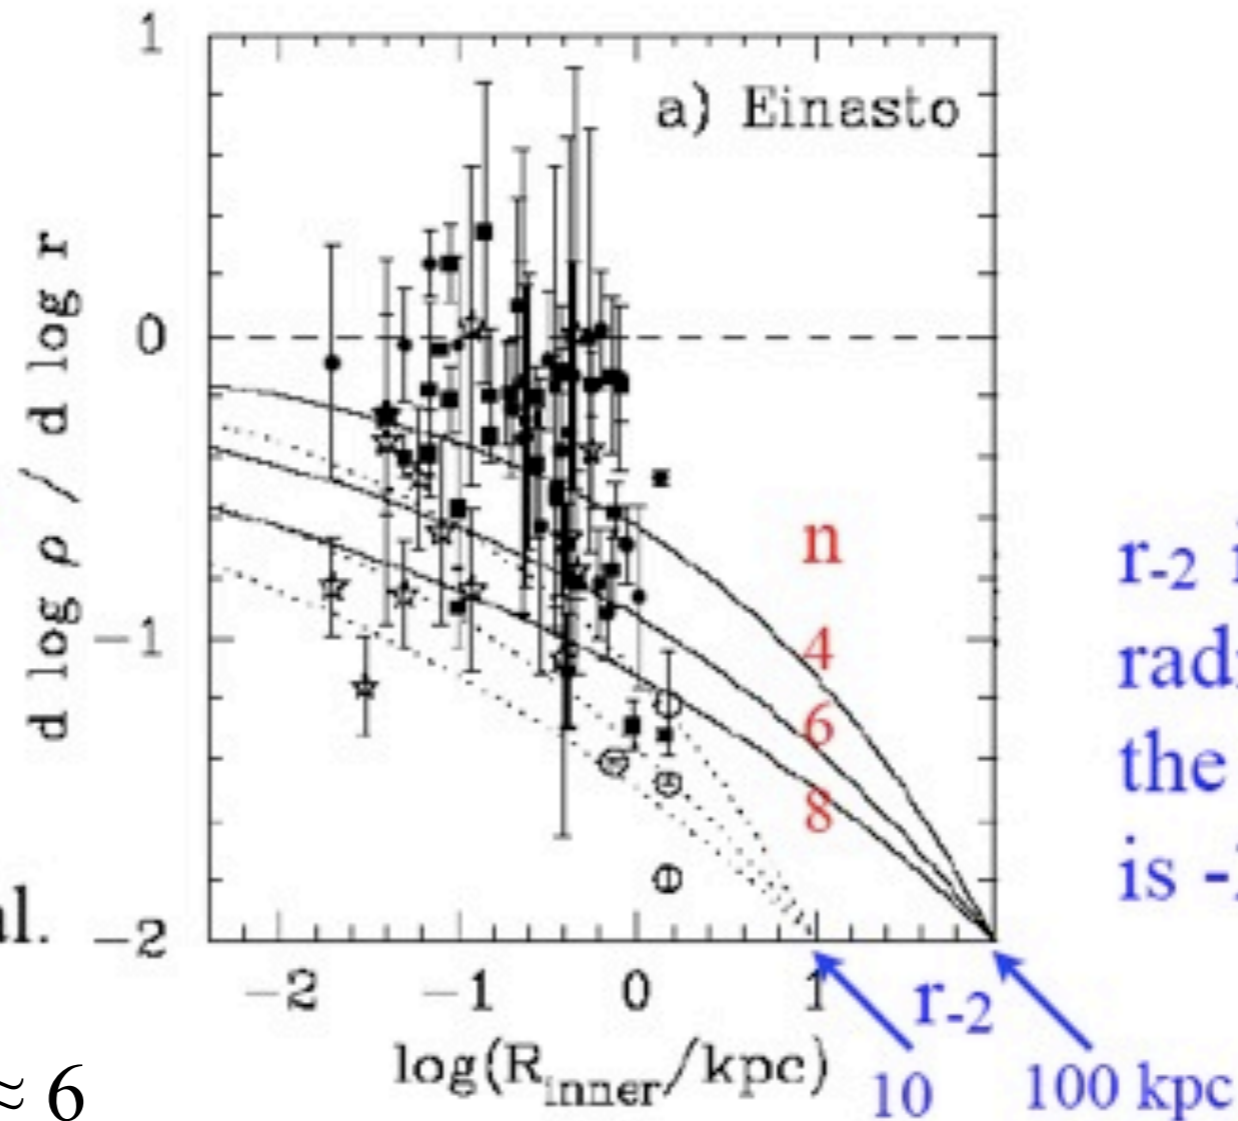 1
a) Einasto
d log ρ / d log r
0
n
r-2
4
radi
−1
6
the
8
is -
al.
−2
−2 −1 0 1
r-2
log(Rinner/kpc)
10
100 kpc
≈ 6